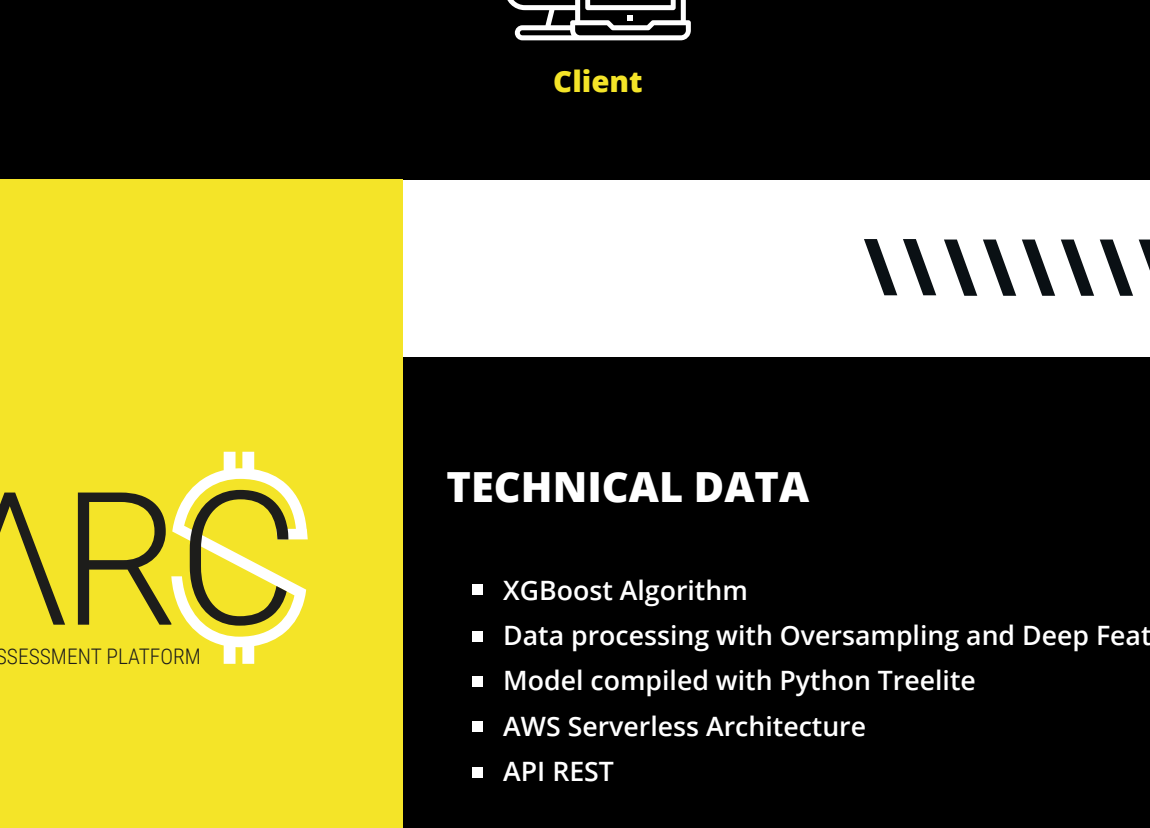 Client
ARC
SSESSMENT PLATFORM
TECHNICAL DATA
XGBoost Algorithm
Data processing with Oversampling and Deep Feat
Model compiled with Python Treelite
AWS Serverless Architecture
API REST